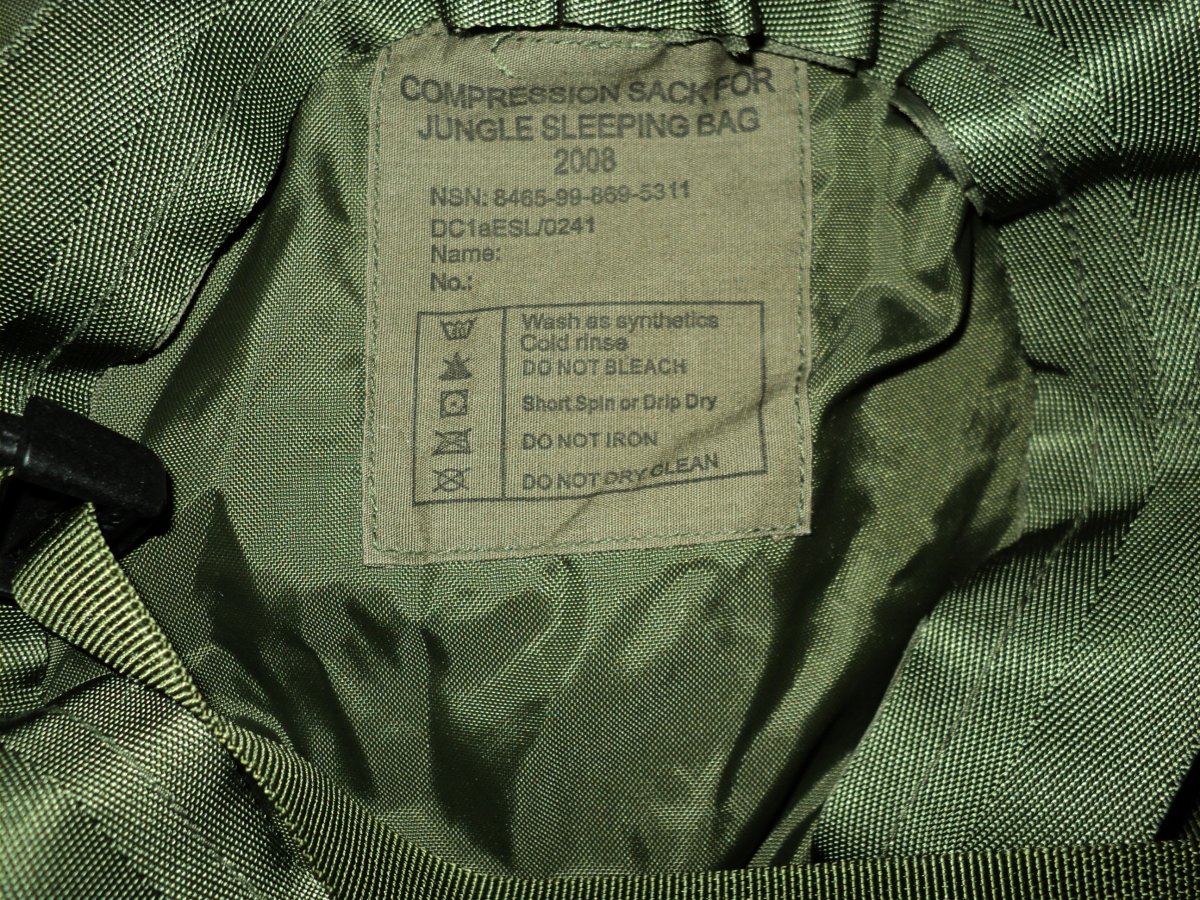 COMPRESSION SACK FOR
JUNGLE SLEEPING BAG
2008
NSN: 8465-99-869-5311
DC1aESL/0241
Name:
No.:
Wash as synthetics
Cold rinse
DO NOT BLEACH
Short Spin or Drip Dry
DO NOT IRON
DO NOT DRY CLEAN